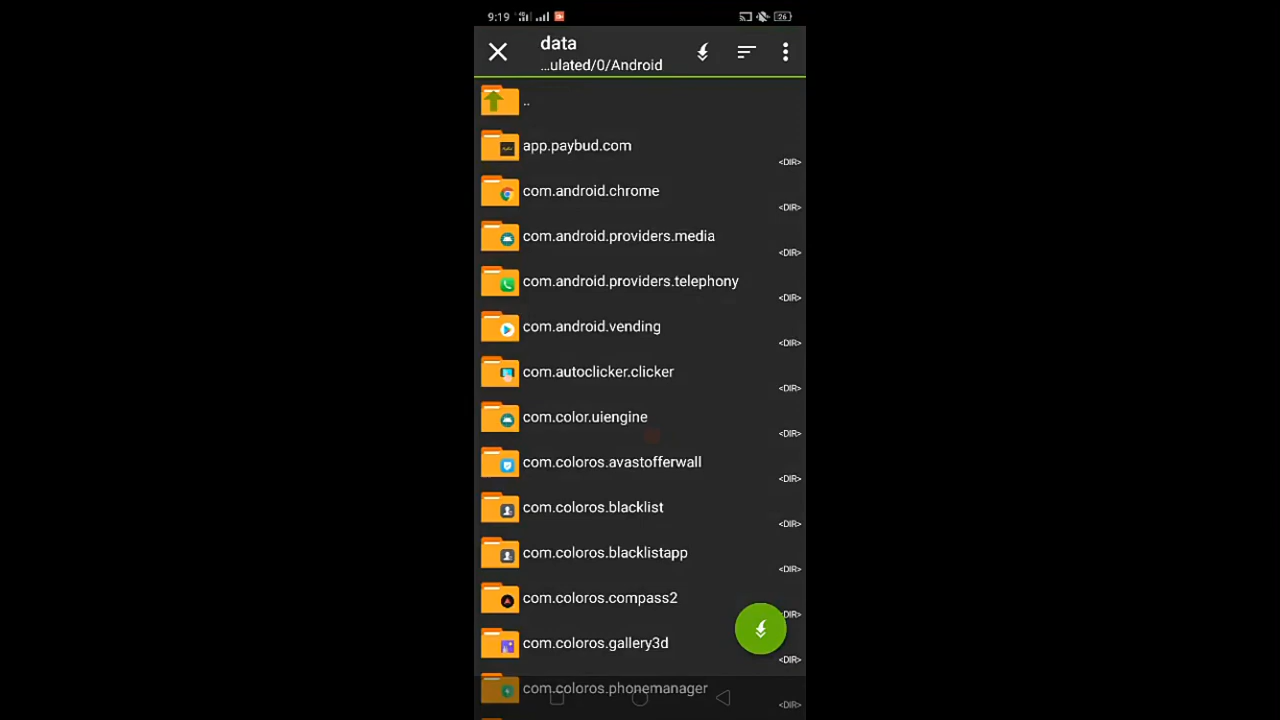 9:19 26
data
...ulated/0/Android
..
app.paybud.com
<DIR>
com.android.chrome
<DIR>
com.android.providers.media
<DIR>
com.android.providers.telephony
<DIR>
com.android.vending
<DIR>
com.autoclicker.clicker
<DIR>
com.color.uiengine
<DIR>
com.coloros.avastofferwall
<DIR>
com.coloros.blacklist
<DIR>
com.coloros.blacklistapp
<DIR>
com.coloros.compass2
<DIR>
com.coloros.gallery3d
<DIR>
com.coloros.phonemanager
<DIR>